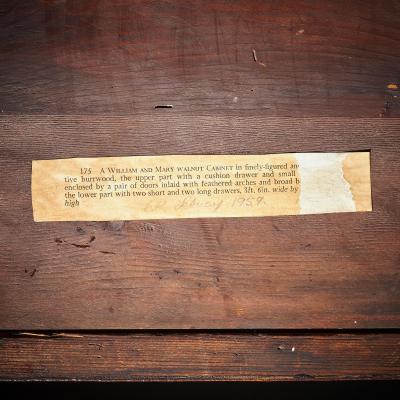 175 A WILLIAM AND MARY WALNUT CABINET in finely-figured
tive burrwood, the upper part with a cushion drawer and small
enclosed by a pair of doors inlaid with feathered arches and broad
the lower part with two short and two long drawers, 3ft. 6in. wide by
high
1959